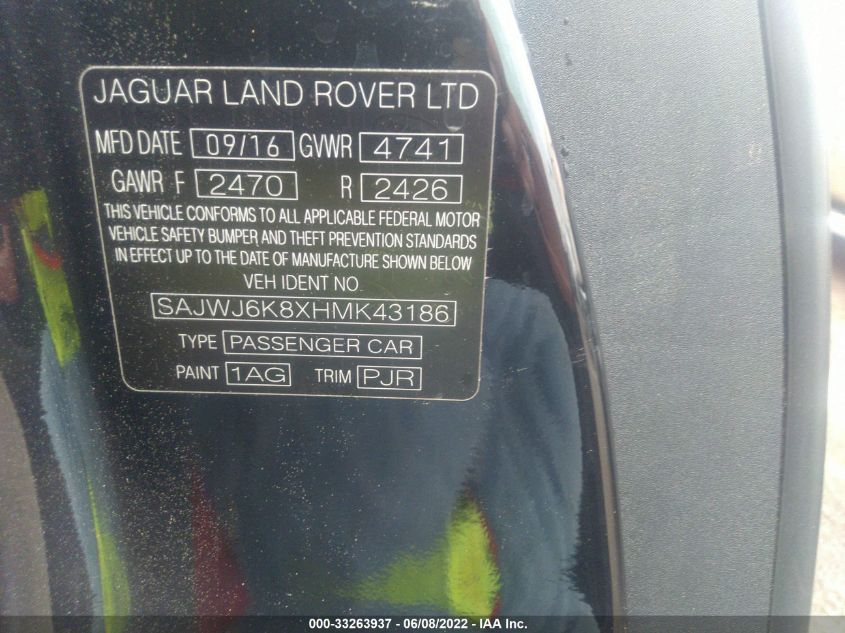 JAGUAR LAND ROVER LTD
MFD DATE 09/16 GVWR 4741
GAWR F 2470 R 2426
THIS VEHICLE CONFORMS TO ALL APPLICABLE FEDERAL MOTOR
VEHICLE SAFETY BUMPER AND THEFT PREVENTION STANDARDS
IN EFFECT UP TO THE DATE OF MANUFACTURE SHOWN BELOW
VEH IDENT NO.
SAJWJ6K8XHMK43186
TYPE PASSENGER CAR
PAINT 1AG TRIM PJR
000-33263937 - 06/08/2022 - IAA Inc.